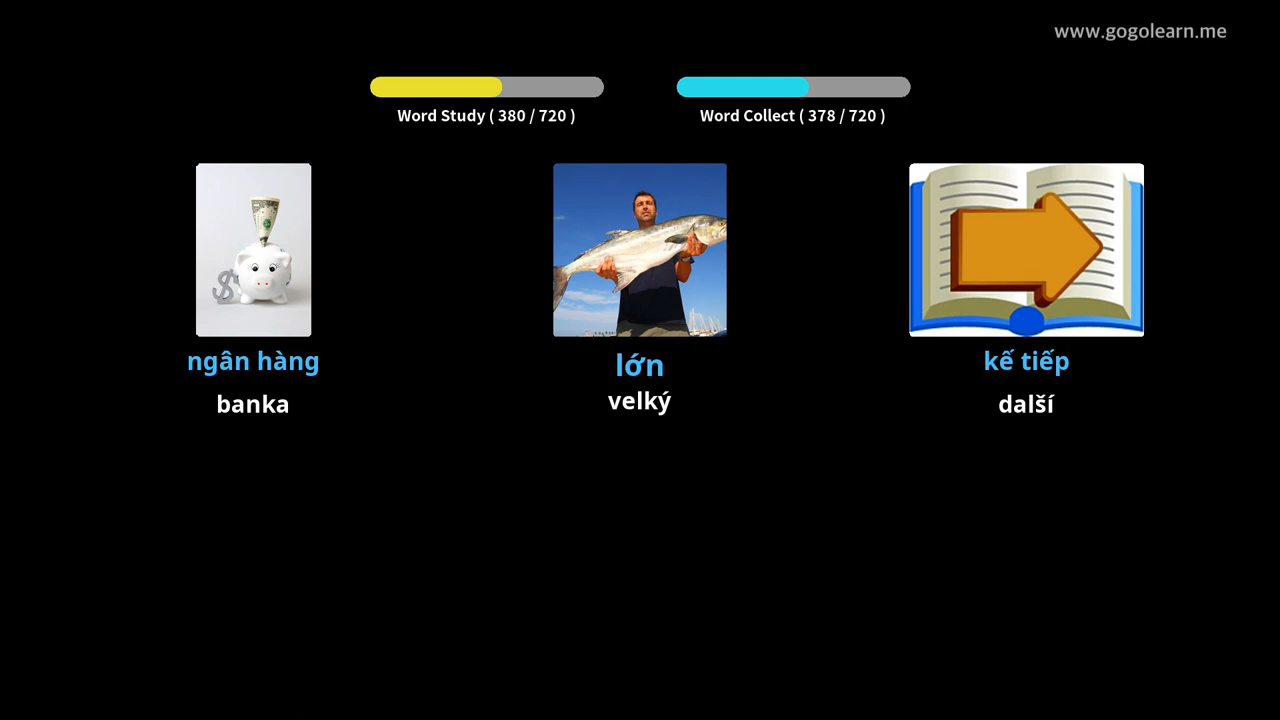 www.gogolearn.me
Word Study ( 380 / 720 )
Word Collect ( 378 / 720 )
ngân hàng
banka
lớn
velký
kế tiếp
další